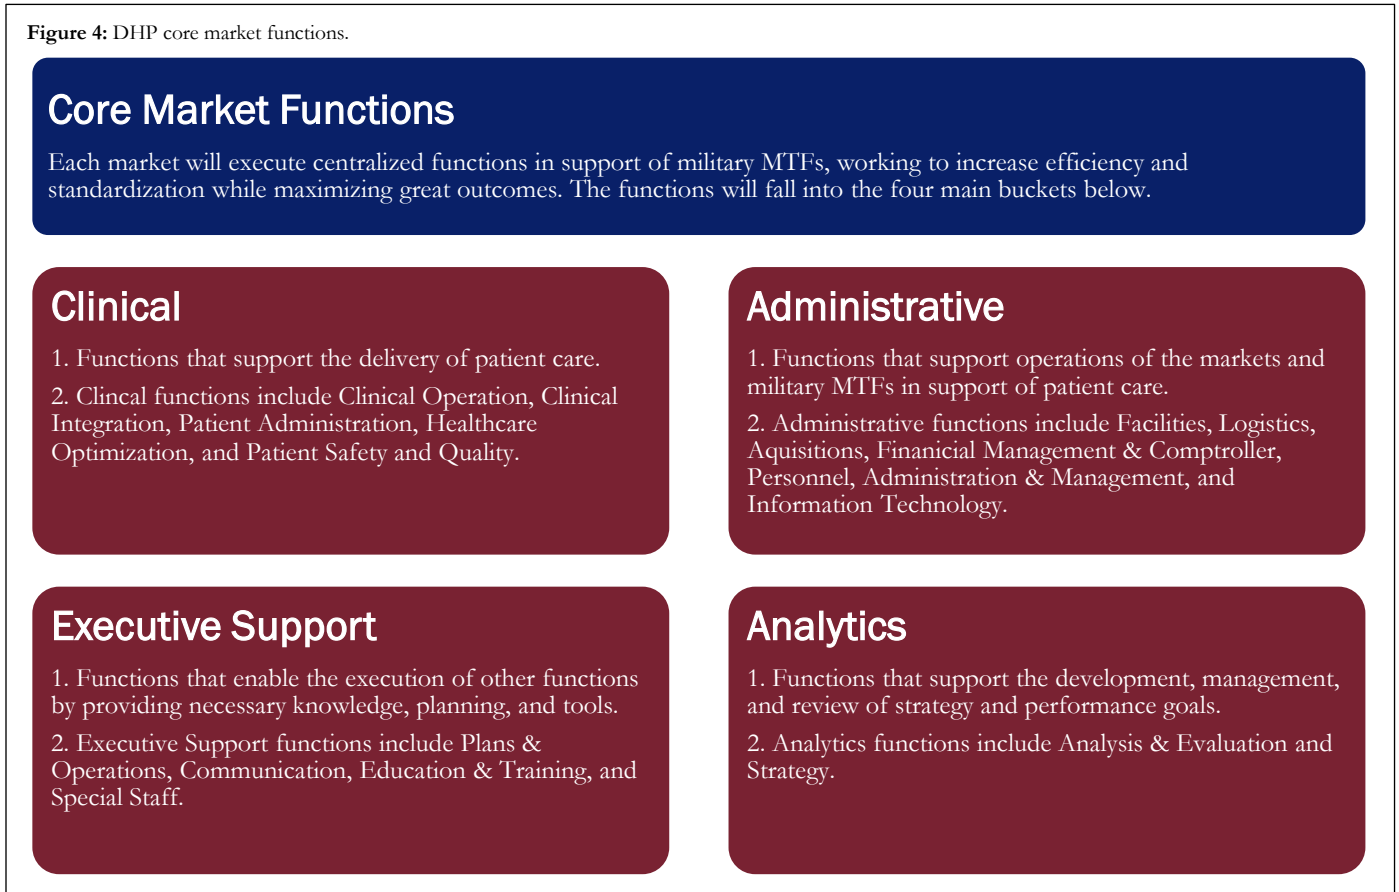 Figure 4: DHP core market functions.
Core Market Functions
Each market will execute centralized functions in support of military MTFs, working to increase efficiency and
standardization while maximizing great outcomes. The functions will fall into the four main buckets below.
Clinical
1. Functions that support the delivery of patient care.
2. Clincal functions include Clinical Operation, Clinical
Integration, Patient Administration, Healthcare
Optimization, and Patient Safety and Quality.
Administrative
1. Functions that support operations of the markets and
military MTFs in support of patient care.
2. Administrative functions include Facilities, Logistics,
Aquisitions, Financicial Management & Comptroller,
Personnel, Administration & Management, and
Information Technology.
Executive Support
1. Functions that enable the execution of other functions
by providing necessary knowledge, planning, and tools.
2. Executive Support functions include Plans &
Operations, Communication, Education & Training, and
Special Staff.
Analytics
1. Functions that support the development, management,
and review of strategy and performance goals.
2. Analytics functions include Analysis & Evaluation and
Strategy.